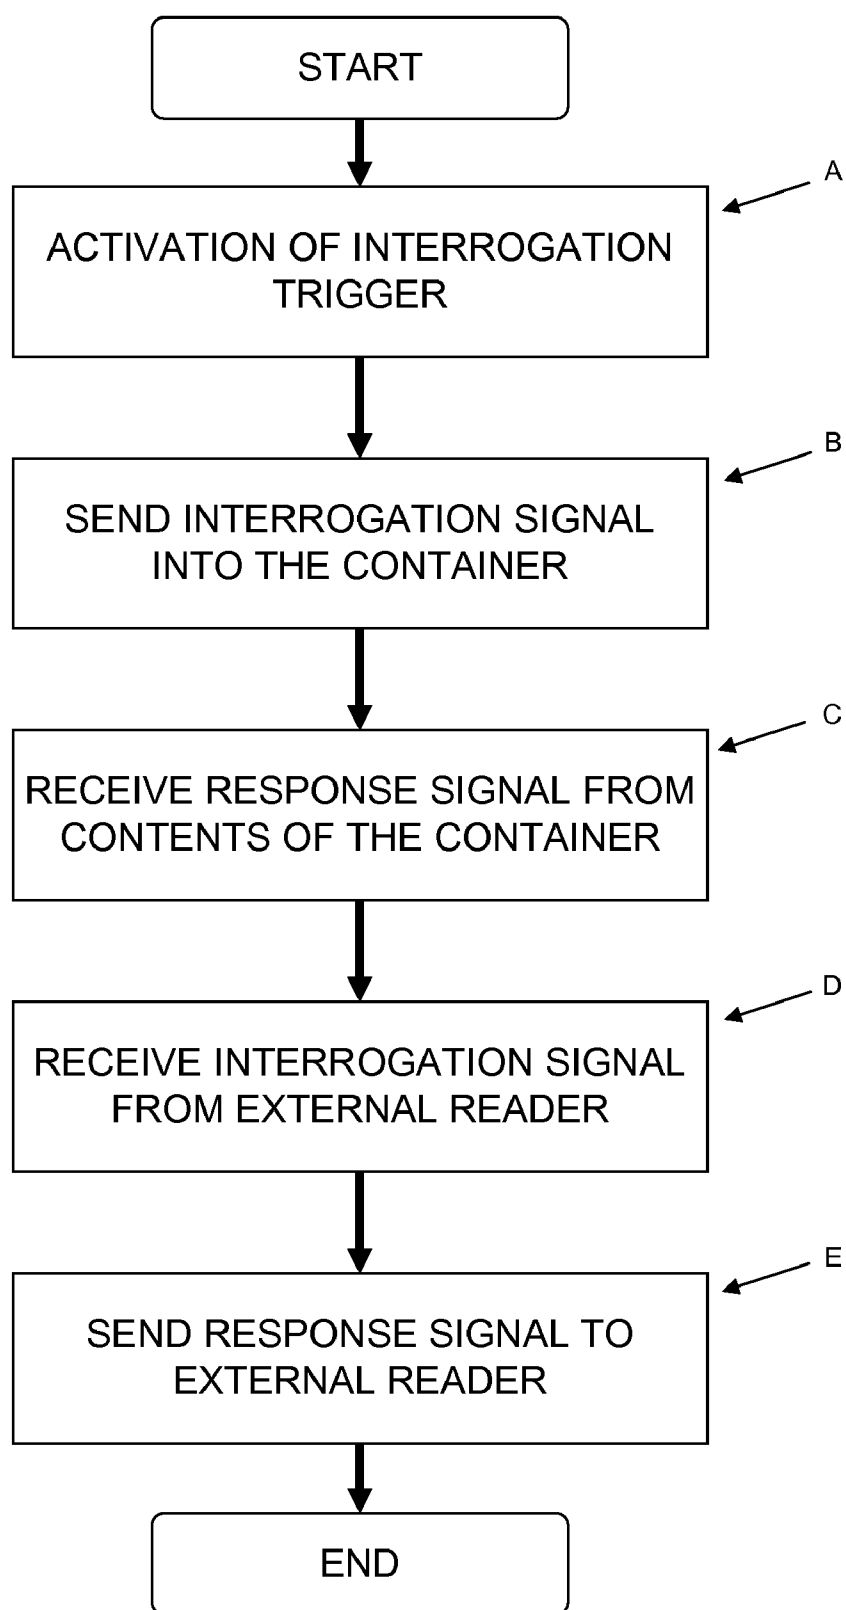 START
A
ACTIVATION OF INTERROGATION
TRIGGER
B
SEND INTERROGATION SIGNAL
INTO THE CONTAINER
C
RECEIVE RESPONSE SIGNAL FROM
CONTENTS OF THE CONTAINER
D
RECEIVE INTERROGATION SIGNAL
FROM EXTERNAL READER
E
SEND RESPONSE SIGNAL TO
EXTERNAL READER
END